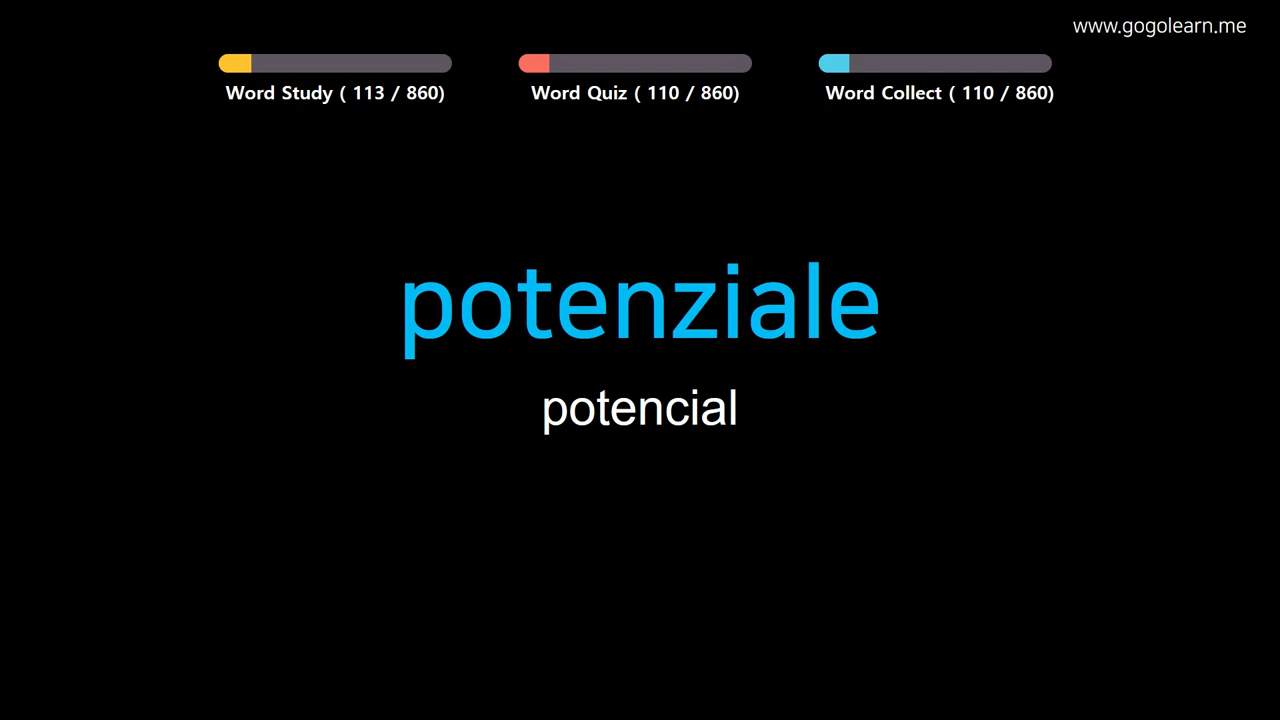 www.gogolearn.me
Word Study ( 113 / 860)
Word Quiz ( 110 / 860)
Word Collect ( 110 / 860)
potenziale
potencial